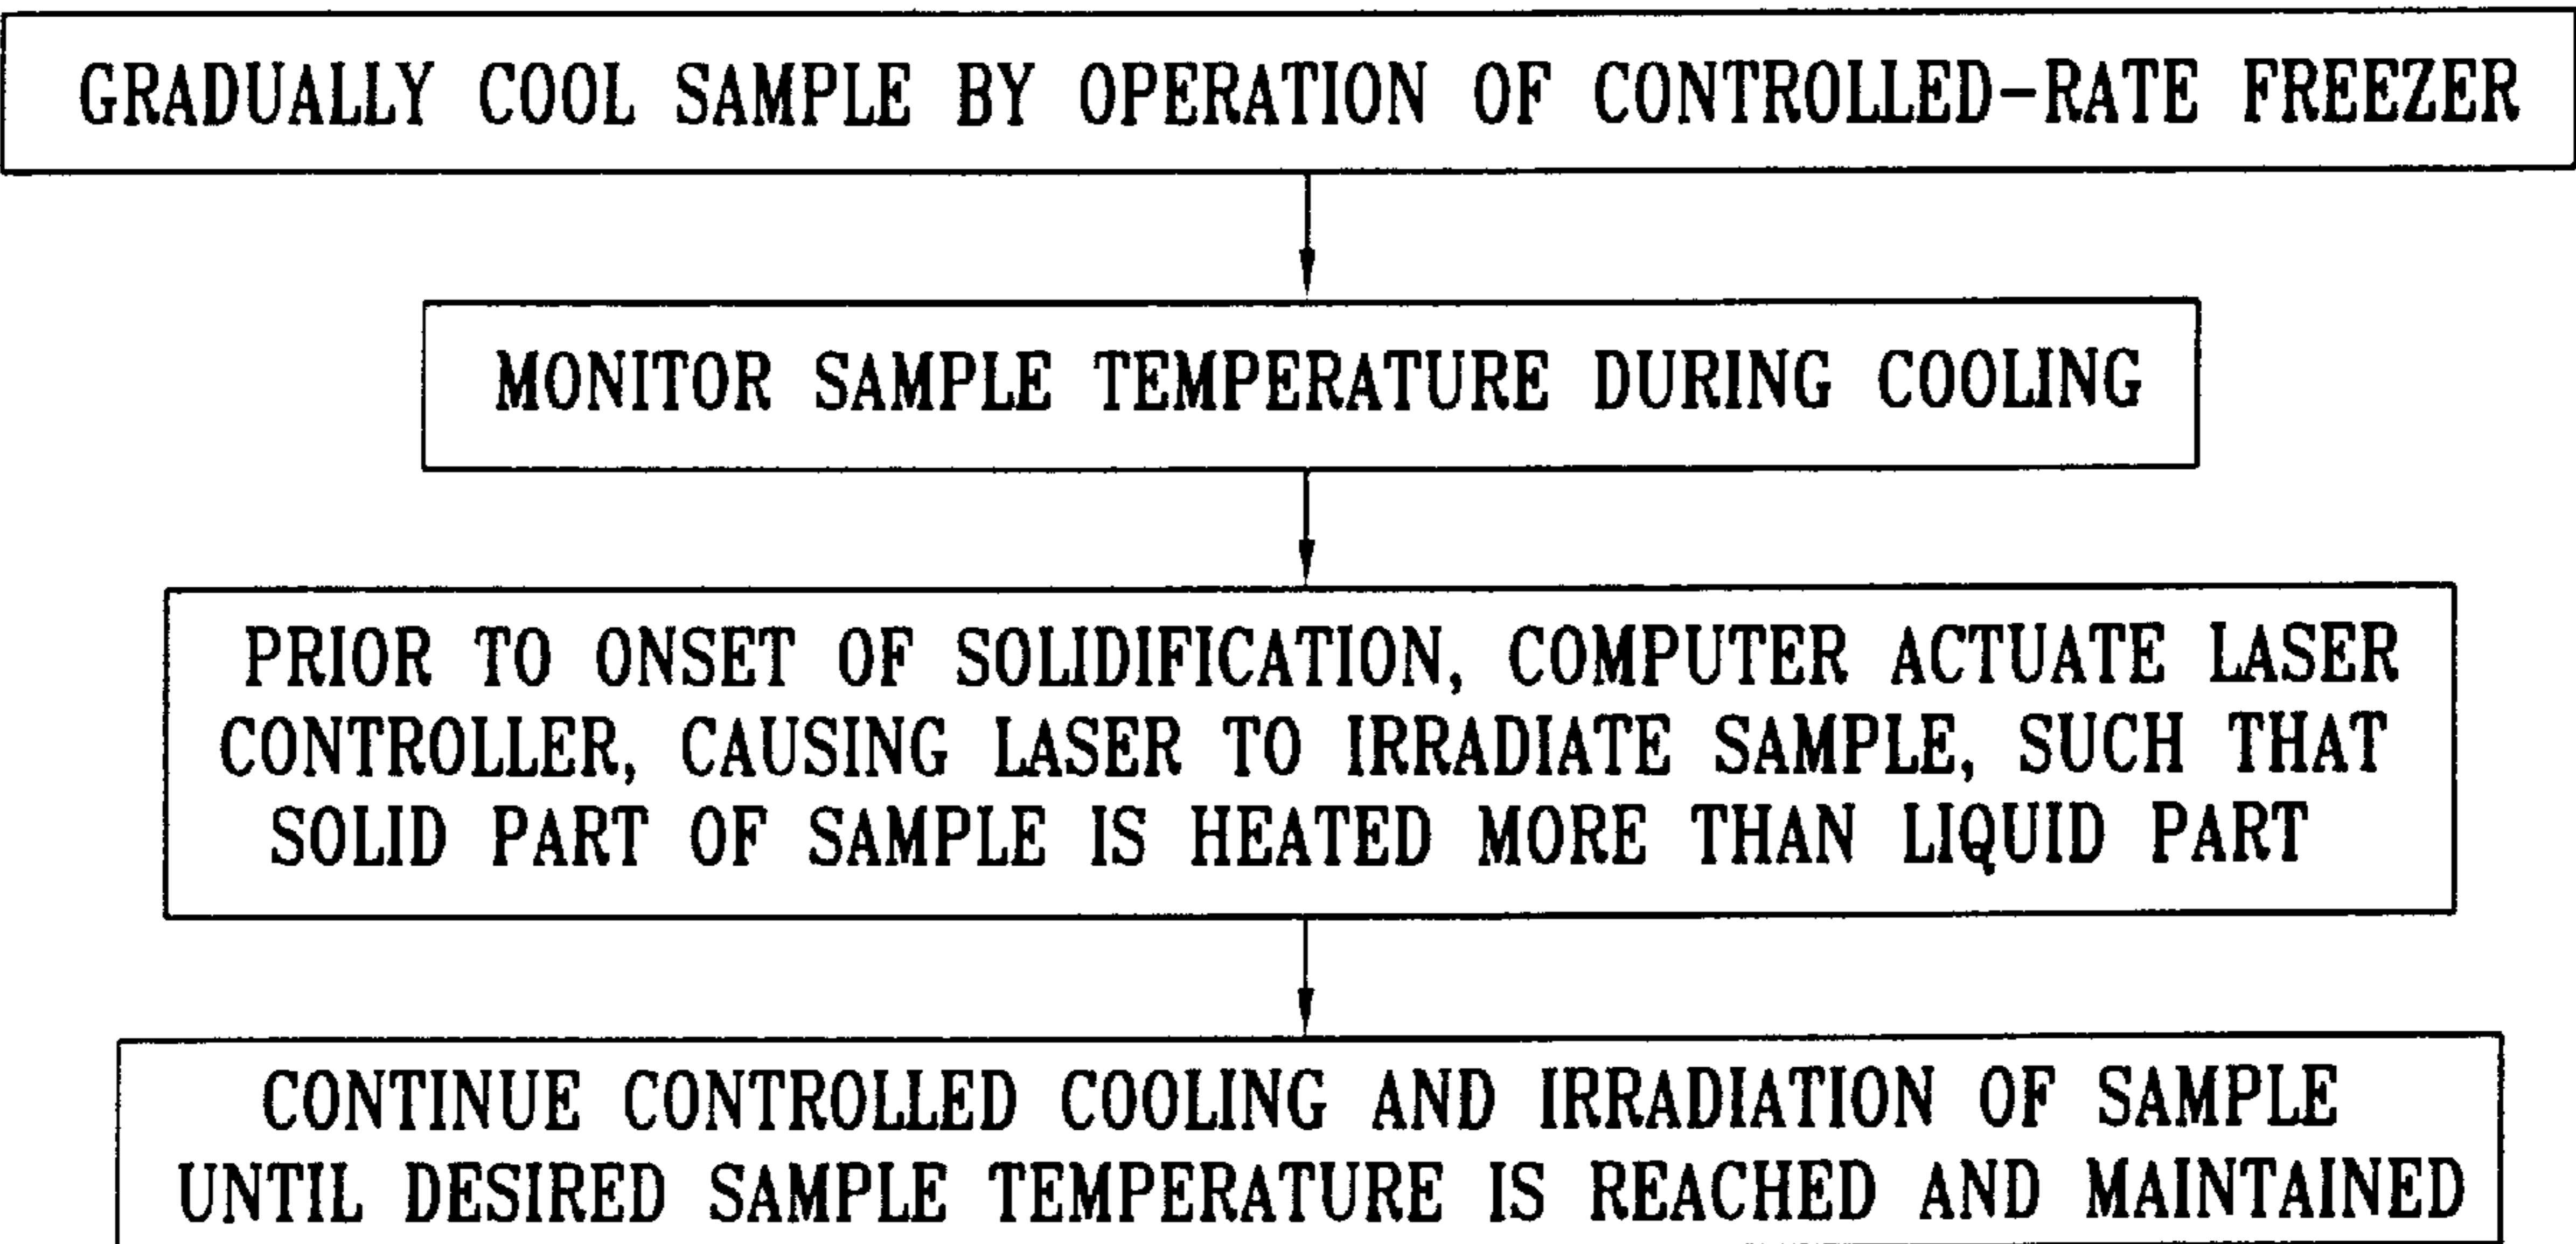 GRADUALLY COOL SAMPLE BY OPERATION OF CONTROLLED-RATE FREEZER
MONITOR SAMPLE TEMPERATURE DURING COOLING
PRIOR TO ONSET OF SOLIDIFICATION, COMPUTER ACTUATE LASER
CONTROLLER, CAUSING LASER TO IRRADIATE SAMPLE, SUCH THAT
SOLID PART OF SAMPLE IS HEATED MORE THAN LIQUID PART
CONTINUE CONTROLLED COOLING AND IRRADIATION OF SAMPLE
UNTIL DESIRED SAMPLE TEMPERATURE IS REACHED AND MAINTAINED